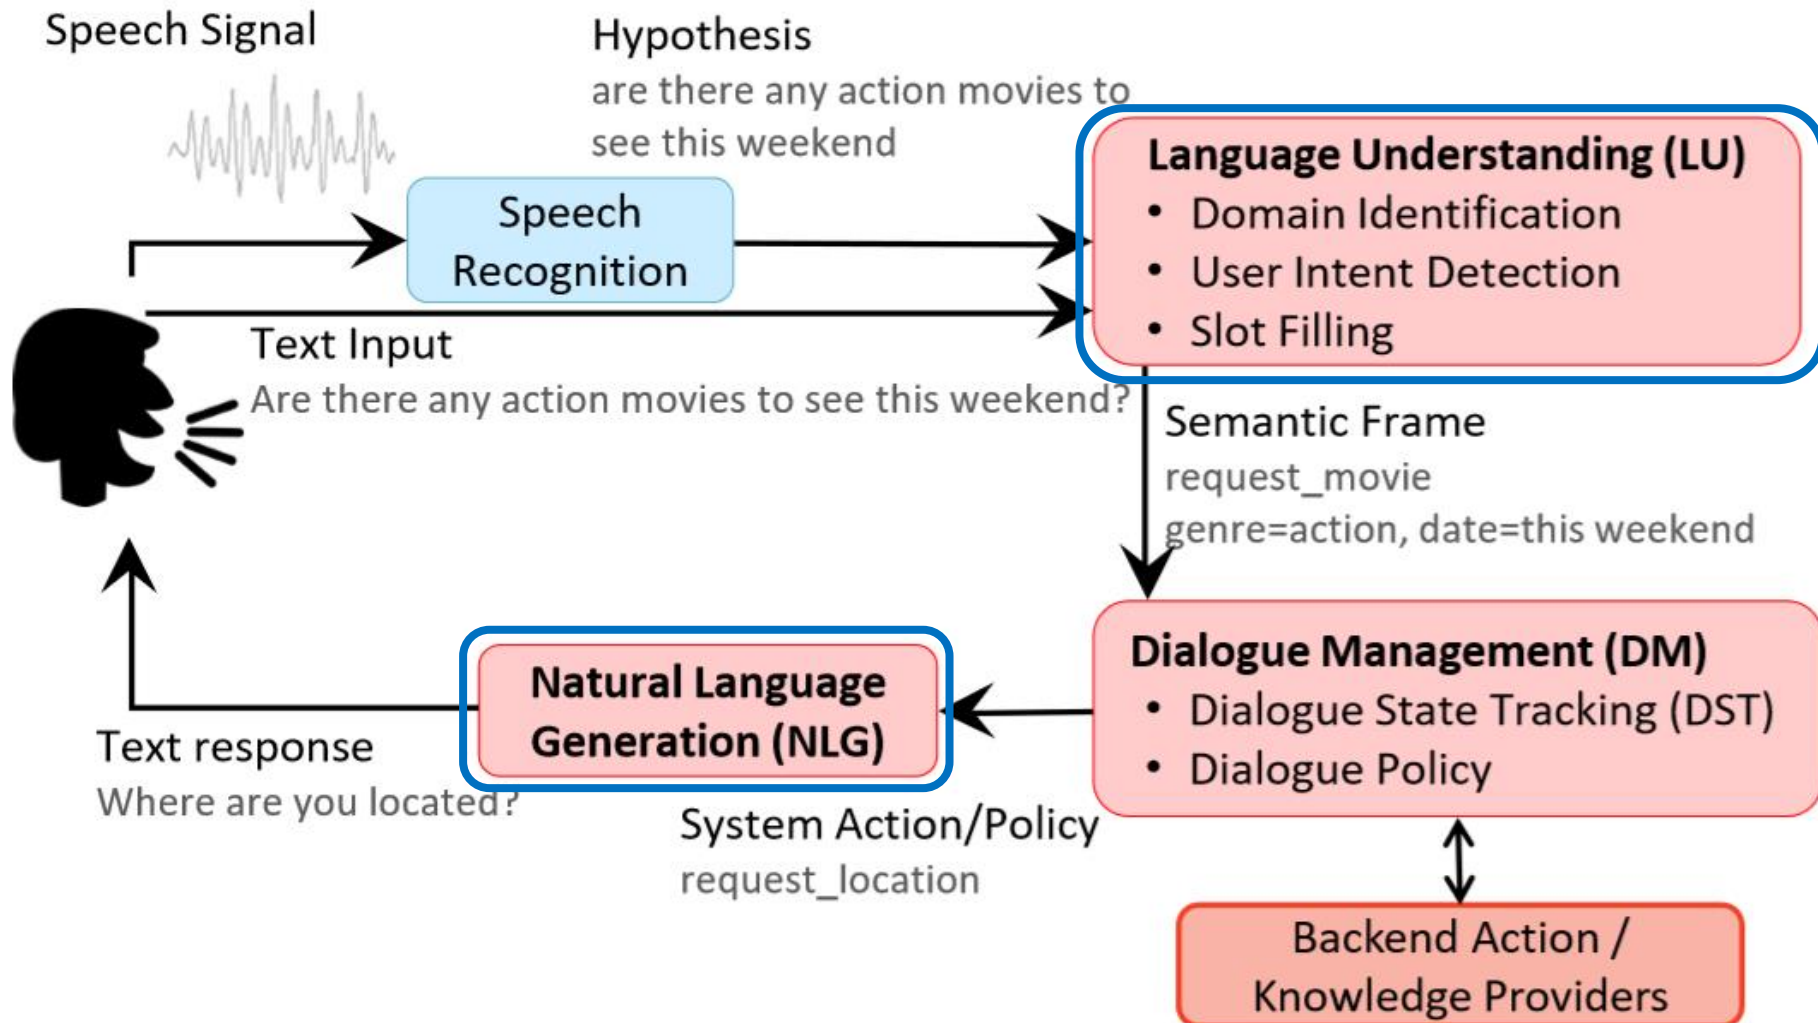 Speech Signal
Hypothesis
are there any action movies to
see this weekend
Speech
Recognition
Language Understanding (LU)
• Domain Identification
• User Intent Detection
• Slot Filling
Text Input
Are there any action movies to see this weekend?
Semantic Frame
request_movie
genre=action, date=this weekend
Dialogue Management (DM)
• Dialogue State Tracking (DST)
• Dialogue Policy
Natural Language
Generation (NLG)
Text response
Where are you located?
System Action/Policy
request_location
Backend Action /
Knowledge Providers